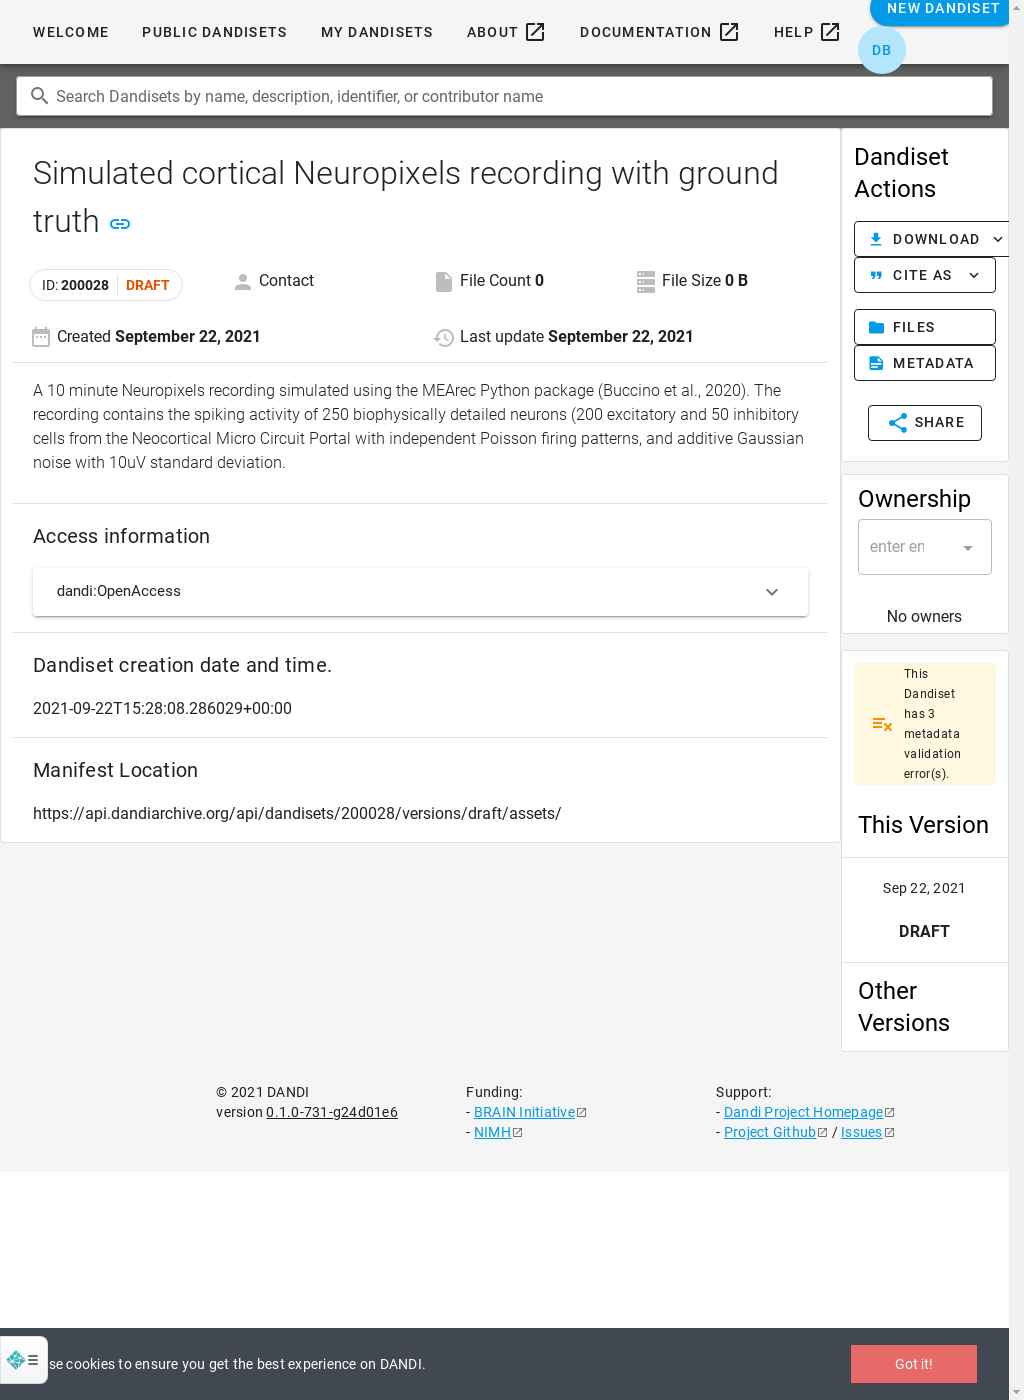 WELCOME
PUBLIC DANDISETS
MY DANDISETS
ABOUT
DOCUMENTATION
HELP
NEW DANDISET
DB
Search Dandisets by name, description, identifier, or contributor name
Simulated cortical Neuropixels recording with ground
truth
ID: 200028 DRAFT
Contact
File Count 0
File Size 0 B
Created September 22, 2021
Last update September 22, 2021
A 10 minute Neuropixels recording simulated using the MEArec Python package (Buccino et al., 2020). The
recording contains the spiking activity of 250 biophysically detailed neurons (200 excitatory and 50 inhibitory
cells from the Neocortical Micro Circuit Portal with independent Poisson firing patterns, and additive Gaussian
noise with 10uV standard deviation.
Access information
dandi:OpenAccess
Dandiset creation date and time.
2021-09-22T15:28:08.286029+00:00
Manifest Location
https://api.dandiarchive.org/api/dandisets/200028/versions/draft/assets/
Dandiset
Actions
DOWNLOAD
CITE AS
FILES
METADATA
SHARE
Ownership
enter en
No owners
This
Dandiset
has 3
metadata
validation
error(s).
This Version
Sep 22, 2021
DRAFT
Other
Versions
© 2021 DANDI
version 0.1.0-731-g24d01e6
Funding:
- BRAIN Initiative
- NIMH
Support:
- Dandi Project Homepage
- Project Github / Issues
se cookies to ensure you get the best experience on DANDI.
Got it!